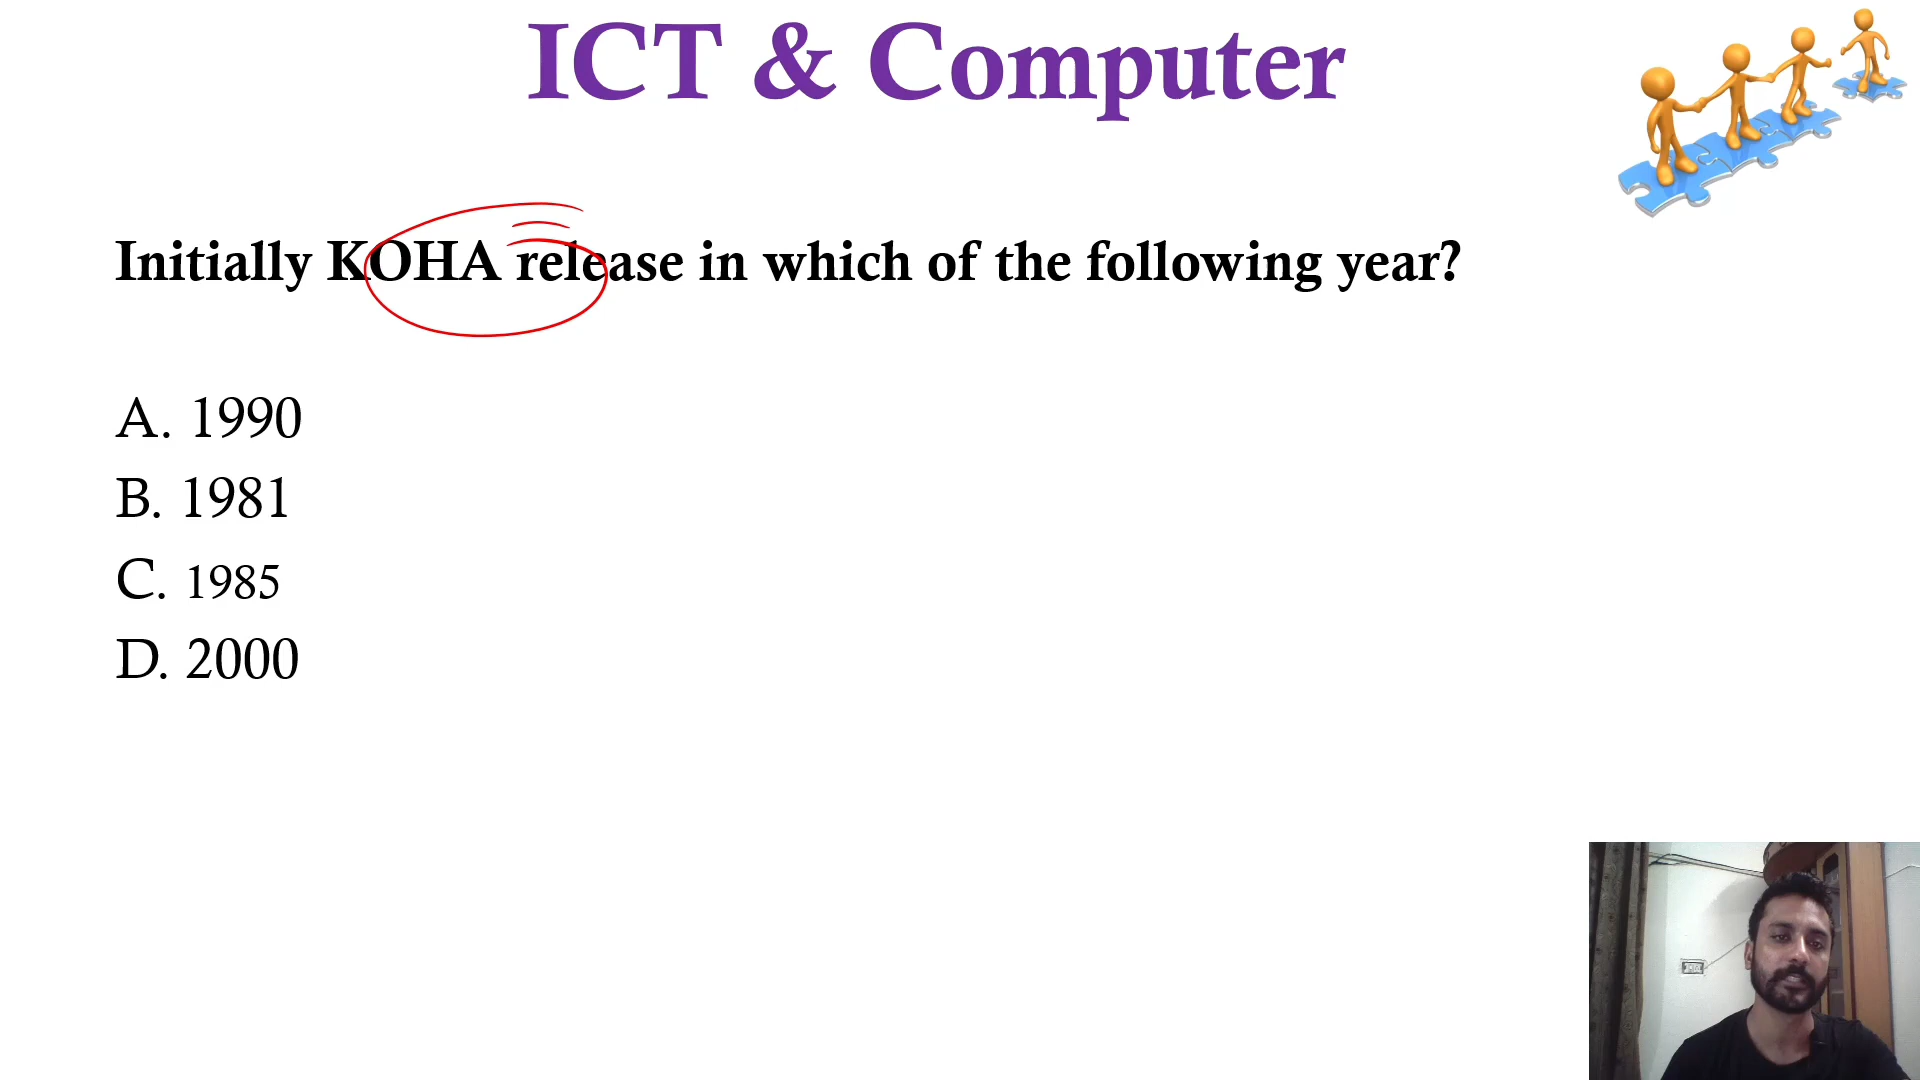 ICT & Computer
Initially KOHA release in which of the following year?
A. 1990
B. 1981
C. 1985
D. 2000